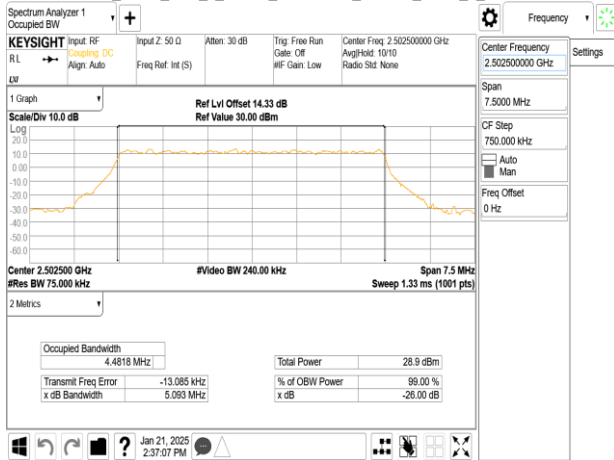 Spectrum Analyzer 1
Occupied BW
Frequency
KEYSIGHT
Input: RF
Coupling: DC
Align: Auto
Input Z: 50 Ω
Freq Ref: Int (S)
Atten: 30 dB
Trig: Free Run
Gate: Off
#IF Gain: Low
Center Freq: 2.502500000 GHz
Avg|Hold: 10/10
Radio Std: None
RL
LXI
Center Frequency
2.502500000 GHz
Settings
Span
7.5000 MHz
CF Step
750.000 kHz
Auto
Man
Freq Offset
0 Hz
1 Graph
Scale/Div 10.0 dB
Ref Lvl Offset 14.33 dB
Ref Value 30.00 dBm
Log
20.0
10.0
0.00
-10.0
-20.0
-30.0
-40.0
-50.0
-60.0
Center 2.502500 GHz
#Video BW 240.00 kHz
Span 7.5 MHz
#Res BW 75.000 kHz
Sweep 1.33 ms (1001 pts)
2 Metrics
Occupied Bandwidth
4.4818 MHz
Total Power 28.9 dBm
Transmit Freq Error -13.085 kHz
% of OBW Power 99.00 %
x dB Bandwidth 5.093 MHz
x dB -26.00 dB
?
Jan 21, 2025
2:37:07 PM